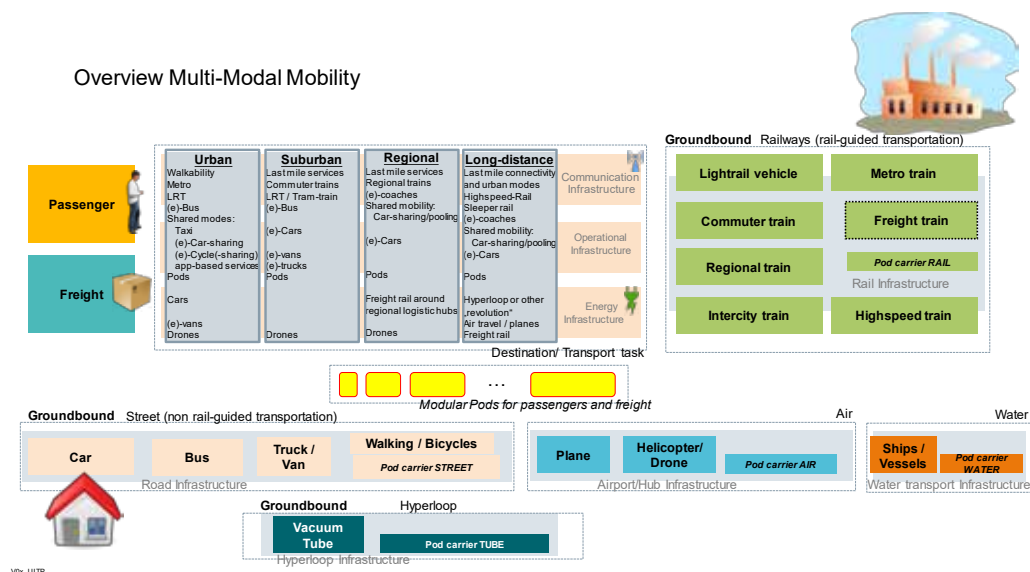 Overview Multi-Modal Mobility
Passenger
Freight
Urban
Walkability
Metro
LRT
(e)-Bus
Shared modes:
Taxi
(e)-Car-sharing
(e)-Cycle(-sharing)
app-based services
Pods
Cars
(e)-vans
Drones
Suburban
Last mile services
Commuter trains
LRT / Tram-train
(e)-Bus
(e)-Cars
(e)-vans
(e)-trucks
Pods
Drones
Regional
Last mile services
Regional trains
(e)-coaches
Shared mobility:
Car-sharing/pooling
(e)-Cars
Pods
Freight rail around
regional logistic hubs
Drones
Long-distance
Last mile connectivity
and urban modes
Highspeed-Rail
Sleeper rail
(e)-coaches
Shared mobility:
Car-sharing/pooling
(e)-Cars
Pods
Hyperloop or other
„revolution“
Air travel / planes
Freight rail
Communication
Infrastructure
Operational
Infrastructure
Energy
Infrastructure
Destination/ Transport task
Groundbound Railways (rail-guided transportation)
Lightrail vehicle
Metro train
Commuter train
Freight train
Regional train
Pod carrier RAIL
Rail Infrastructure
Intercity train
Highspeed train
...
Modular Pods for passengers and freight
Groundbound Street (non rail-guided transportation)
Car
Bus
Truck /
Van
Walking / Bicycles
Pod carrier STREET
Road Infrastructure
Air
Plane
Helicopter/
Drone
Pod carrier AIR
Airport/Hub Infrastructure
Water
Ships /
Vessels
Pod carrier
WATER
Water transport Infrastructure
Groundbound Hyperloop
Vacuum
Tube
Pod carrier TUBE
Hyperloop Infrastructure